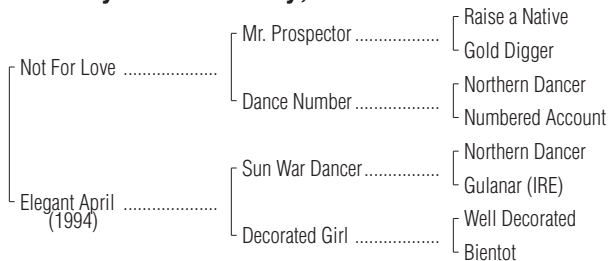 Raise a Native
Mr. Prospector ..................
Gold Digger
Not For Love .....................
Northern Dancer
Dance Number ..................
Numbered Account
Northern Dancer
Sun War Dancer................
Gulanar (IRE)
Elegant April .....................
(1994)
Well Decorated
Decorated Girl ..................
Bientot